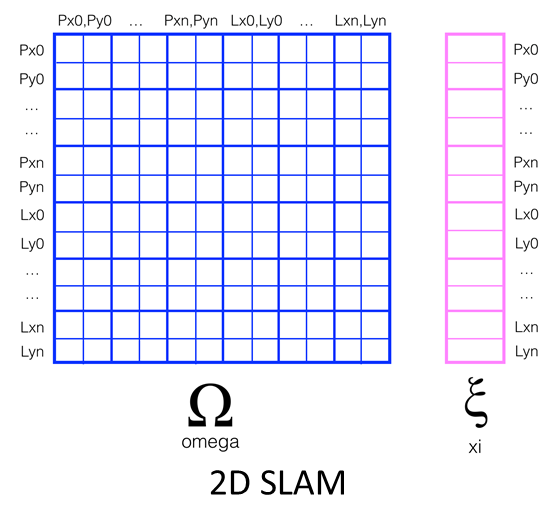 Px0,Py0 ... Pxn,Pyn Lx0,Ly0 ... Lxn,Lyn
Px0 Px0
Py0 Py0
... ...
... ...
Pxn Pxn
Pyn Pyn
Lx0 Lx0
Ly0 Ly0
... ...
... ...
Lxn Lxn
Lyn Lyn
Ω ξ
omega xi
2D SLAM